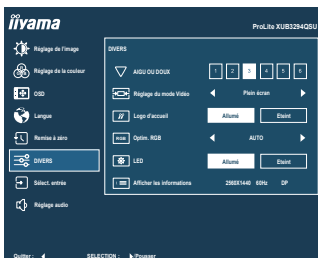 iiyama
ProLite XUB3294QSU
Réglage de l'image
Réglage de la couleur
OSD
Langue
Remise à zéro
DIVERS
Sélect. entrée
Réglage audio
DIVERS
AIGU OU DOUX 1 2 3 4 5 6
Réglage du mode Vidéo Plein écran
Logo d'accueil Allumé Eteint
RGB Optim. RGB AUTO
LED Allumé Eteint
Afficher les informations 2560X1440 60Hz DP
Quitter : SELECTION : Pousser